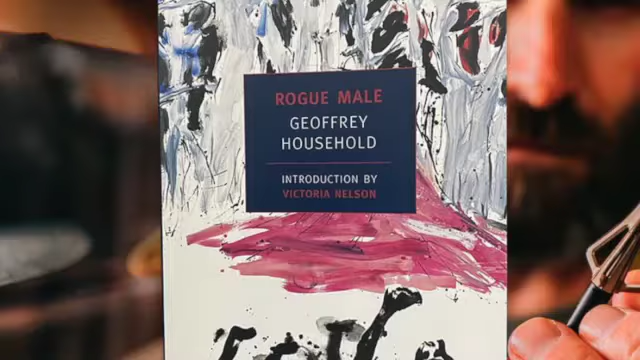 ROGUE MALE
GEOFFREY
HOUSEHOLD
INTRODUCTION BY
VICTORIA NELSON